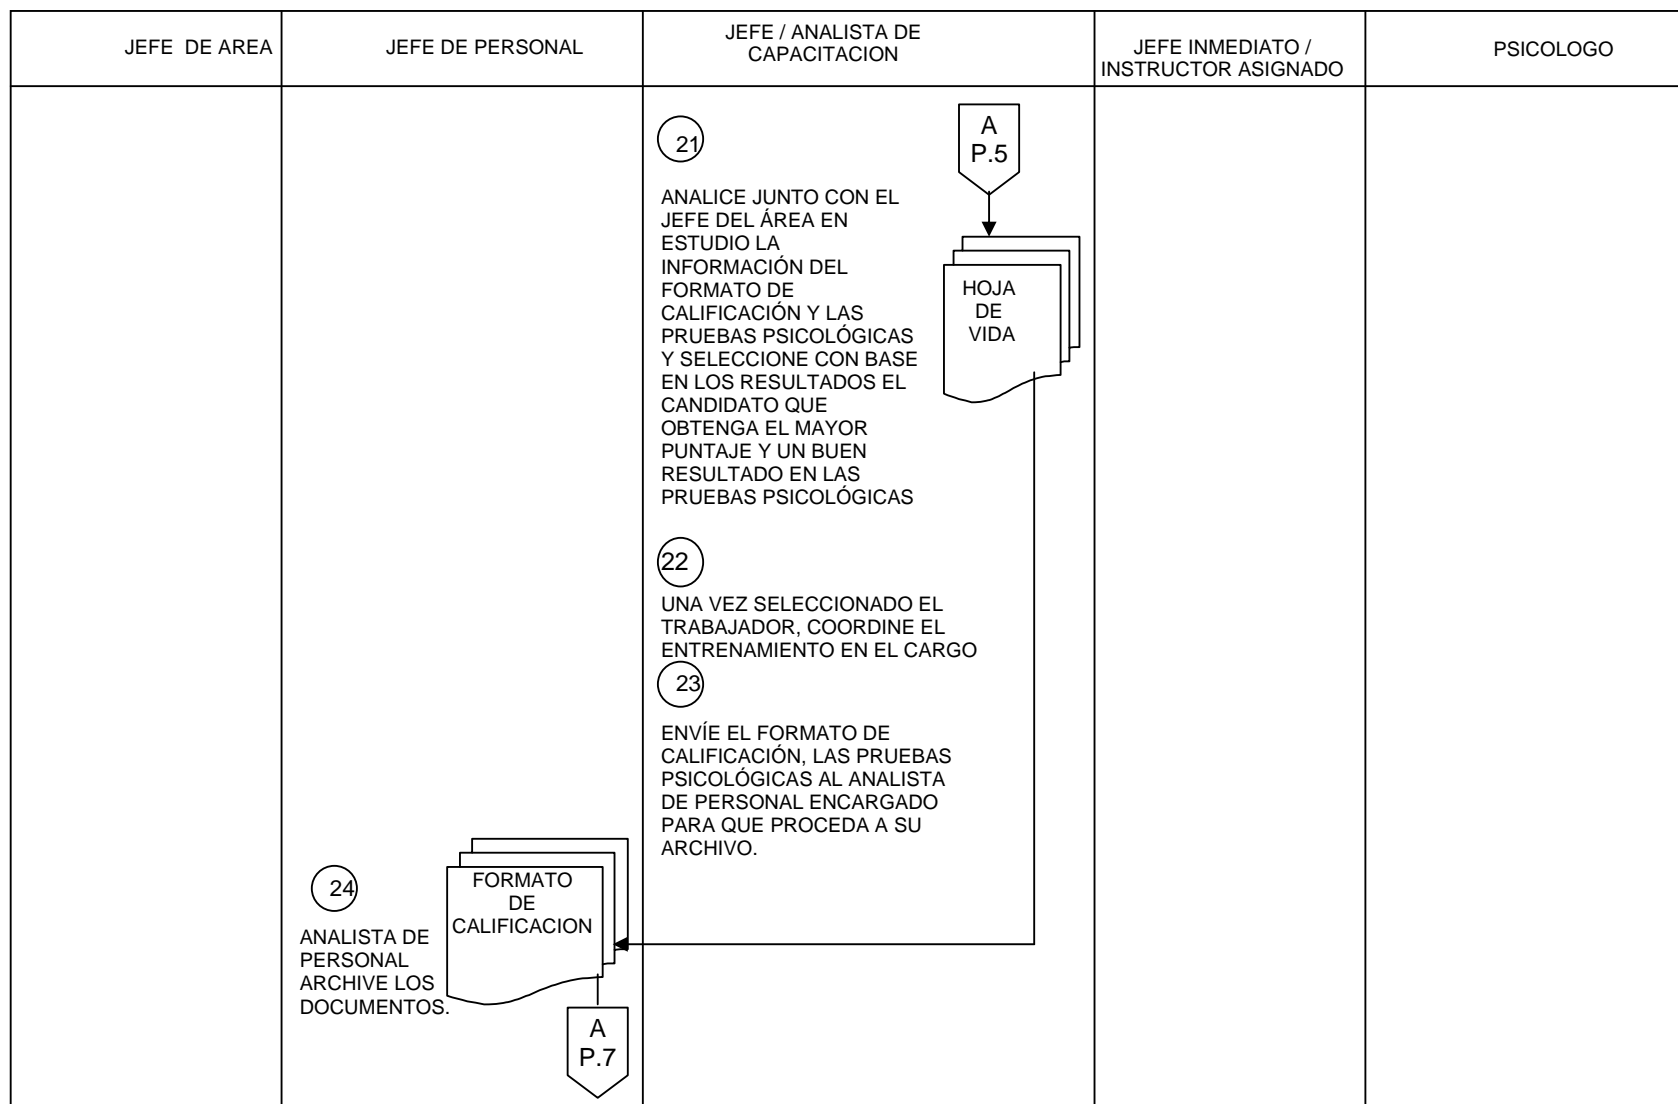 JEFE DE AREA
JEFE DE PERSONAL
JEFE / ANALISTA DE
CAPACITACION
JEFE INMEDIATO /
INSTRUCTOR ASIGNADO
PSICOLOGO
21
A
P.5
ANALICE JUNTO CON EL
JEFE DEL ÁREA EN
ESTUDIO LA
INFORMACIÓN DEL
FORMATO DE
CALIFICACIÓN Y LAS
PRUEBAS PSICOLÓGICAS
Y SELECCIONE CON BASE
EN LOS RESULTADOS EL
CANDIDATO QUE
OBTENGA EL MAYOR
PUNTAJE Y UN BUEN
RESULTADO EN LAS
PRUEBAS PSICOLÓGICAS
HOJA
DE
VIDA
22
UNA VEZ SELECCIONADO EL
TRABAJADOR, COORDINE EL
ENTRENAMIENTO EN EL CARGO
23
ENVÍE EL FORMATO DE
CALIFICACIÓN, LAS PRUEBAS
PSICOLÓGICAS AL ANALISTA
DE PERSONAL ENCARGADO
PARA QUE PROCEDA A SU
ARCHIVO.
24
ANALISTA DE
PERSONAL
ARCHIVE LOS
DOCUMENTOS.
FORMATO
DE
CALIFICACION
A
P.7